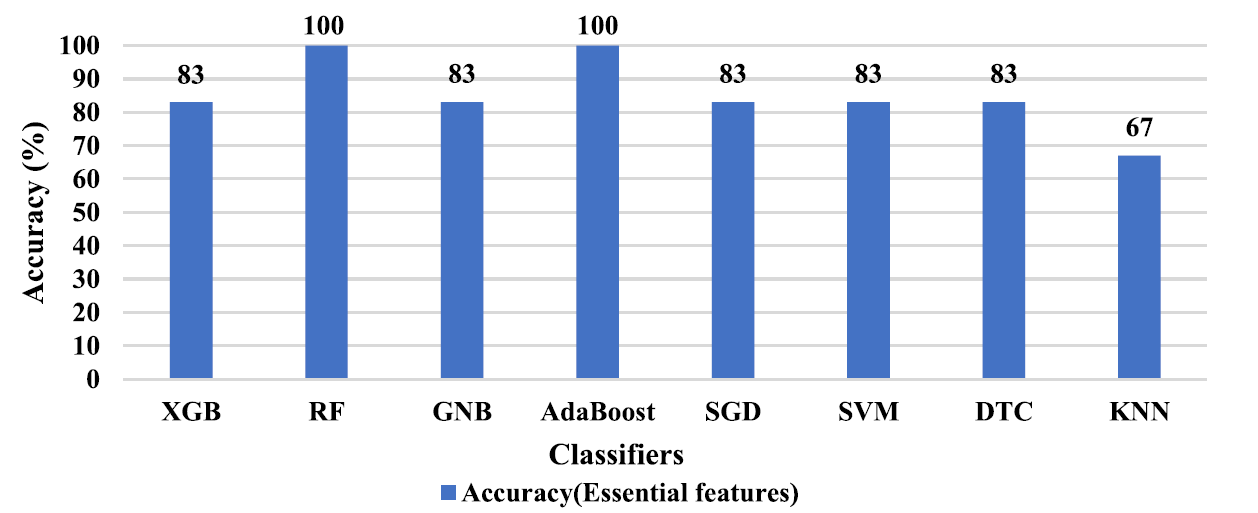 100 100
83 83 83 83 83
67
100
90
80
70
60
50
40
30
20
10
0
Accuracy (%)
XGB RF GNB AdaBoost SGD SVM DTC KNN
Classifiers
Accuracy(Essential features)